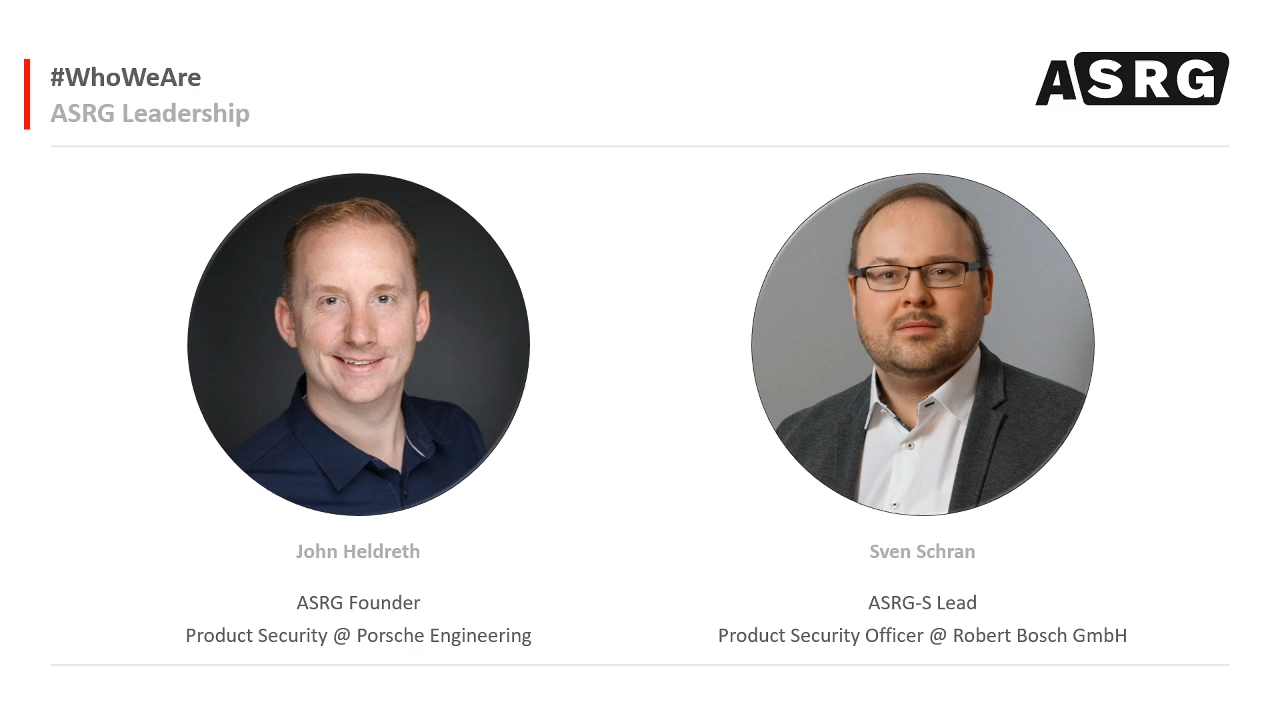 #WhoWeAre
ASRG Leadership
ASRG
John Heldreth
ASRG Founder
Product Security @ Porsche Engineering
Sven Schran
ASRG-S Lead
Product Security Officer @ Robert Bosch GmbH